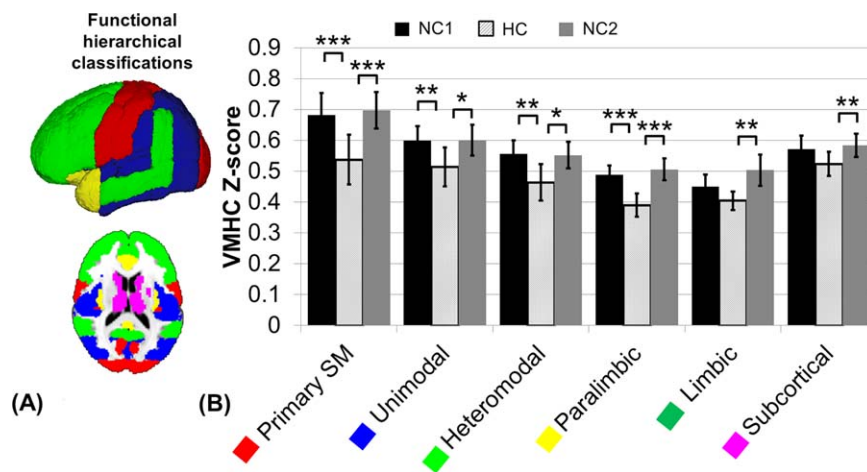 Functional
hierarchical
classifications
(A)
NC1 HC NC2
VMHC Z-score
0.9
0.8
0.7
0.6
0.5
0.4
0.3
0.2
0.1
0
*** ***
** *
** *
*** ***
**
**
(B)
Primary SM
Unimodal
Heteromodal
Paralimbic
Limbic
Subcortical